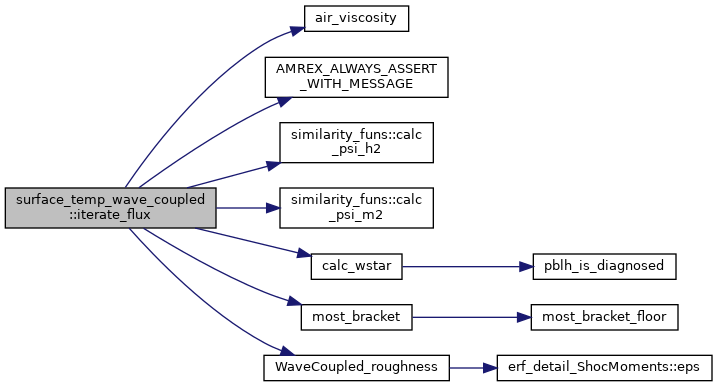 air_viscosity
AMREX_ALWAYS_ASSERT
_WITH_MESSAGE
similarity_funs::calc
_psi_h2
surface_temp_wave_coupled
::iterate_flux
similarity_funs::calc
_psi_m2
calc_wstar
pblh_is_diagnosed
most_bracket
most_bracket_floor
WaveCoupled_roughness
erf_detail_ShocMoments::eps